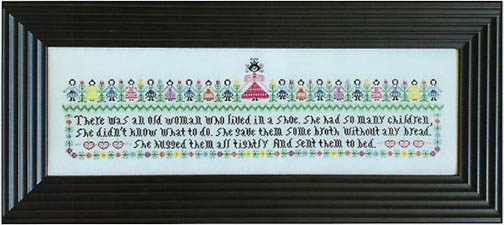 There was an old woman who lived in a shoe. She had so many children,
She didn't know what to do. She gave them some broth without any bread.
She hugged them all tightly And sent them to bed.